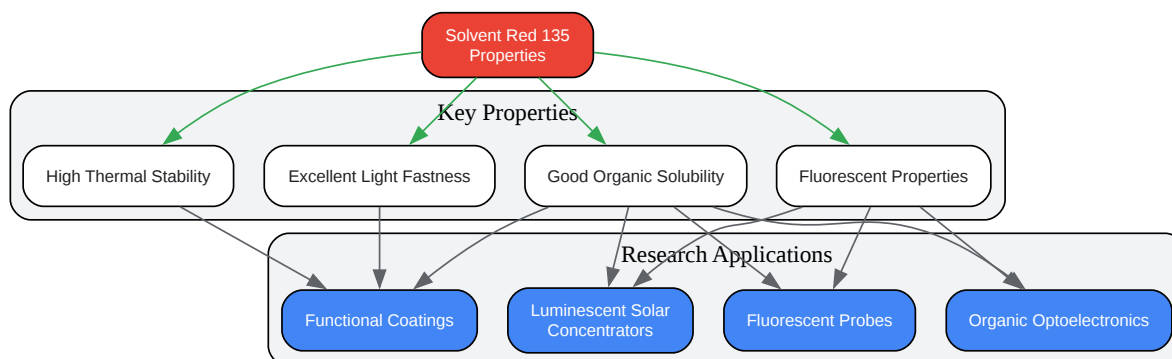 Solvent Red 135
Properties
Key Properties
High Thermal Stability
Excellent Light Fastness
Good Organic Solubility
Fluorescent Properties
Research Applications
Functional Coatings
Luminescent Solar
Concentrators
Fluorescent Probes
Organic Optoelectronics